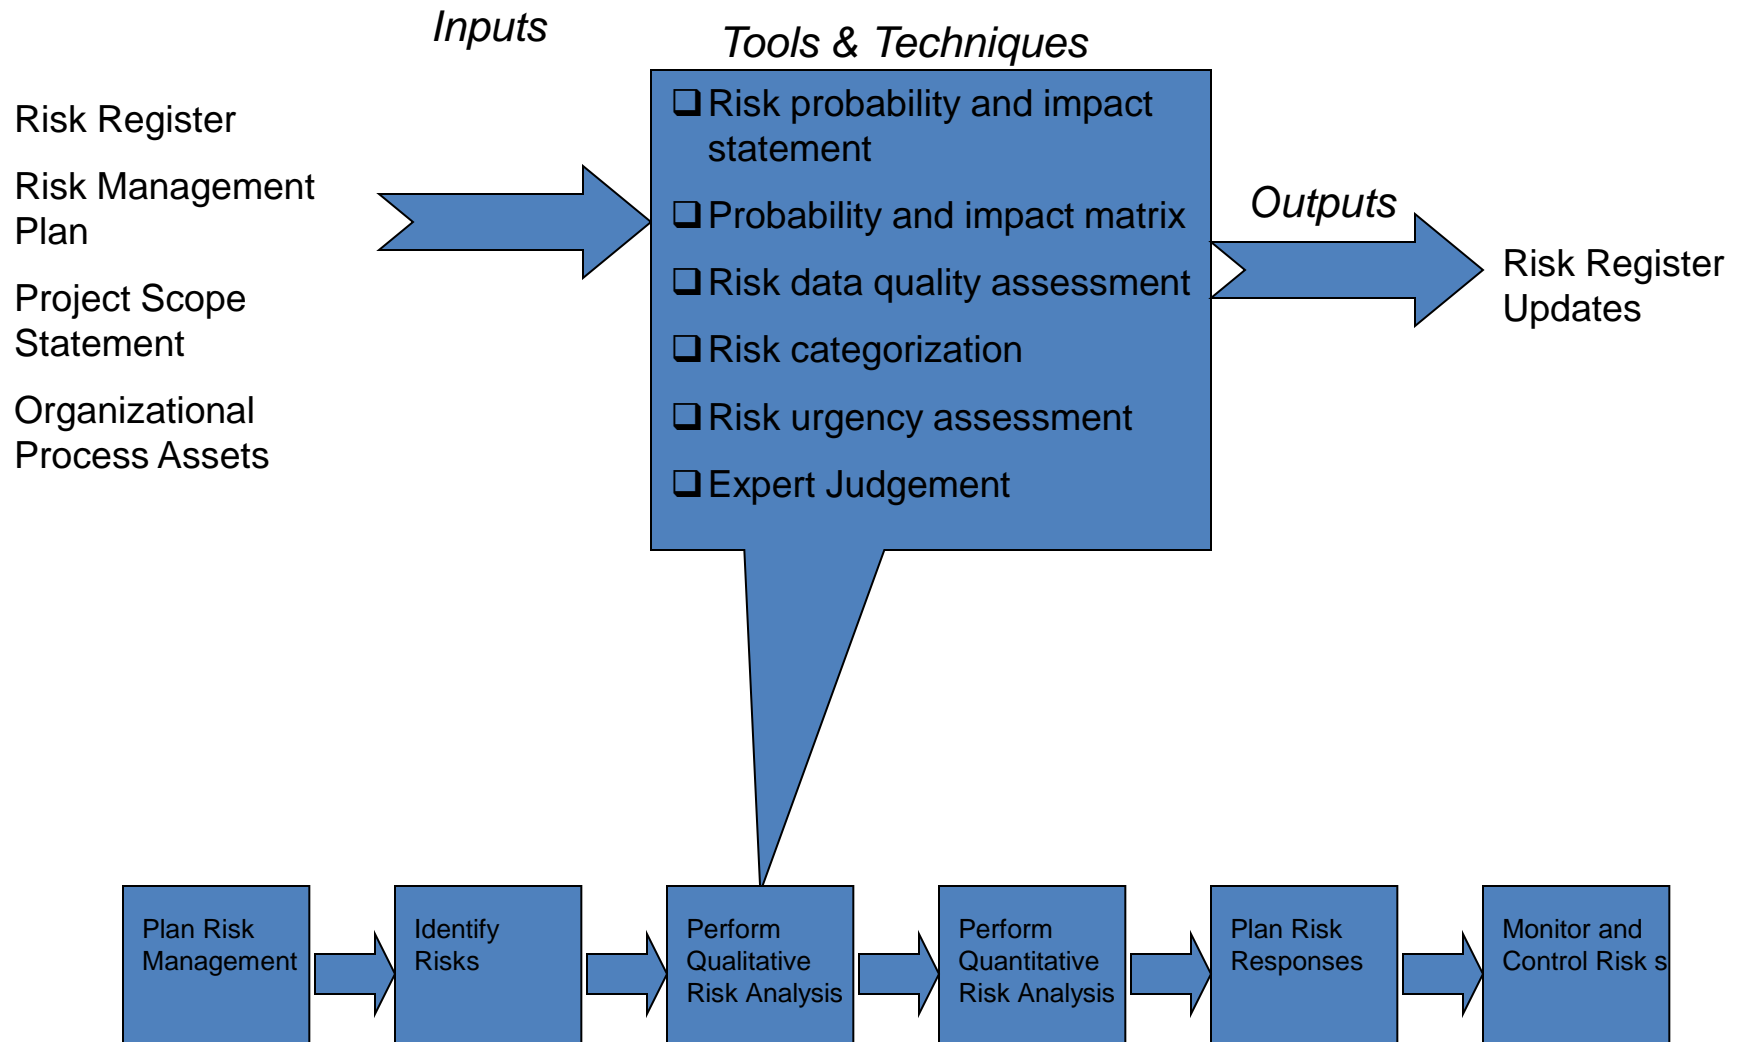 Inputs
Tools & Techniques
Risk Register
Risk Management
Plan
Project Scope
Statement
Organizational
Process Assets
Risk probability and impact
statement
Probability and impact matrix
Risk data quality assessment
Risk categorization
Risk urgency assessment
Expert Judgement
Outputs
Risk Register
Updates
Plan Risk
Management
Identify
Risks
Perform
Qualitative
Risk Analysis
Perform
Quantitative
Risk Analysis
Plan Risk
Responses
Monitor and
Control Risk s